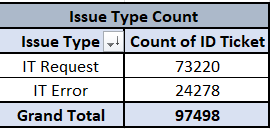 Issue Type Count
Issue Type Count of ID Ticket
IT Request 73220
IT Error 24278
Grand Total 97498